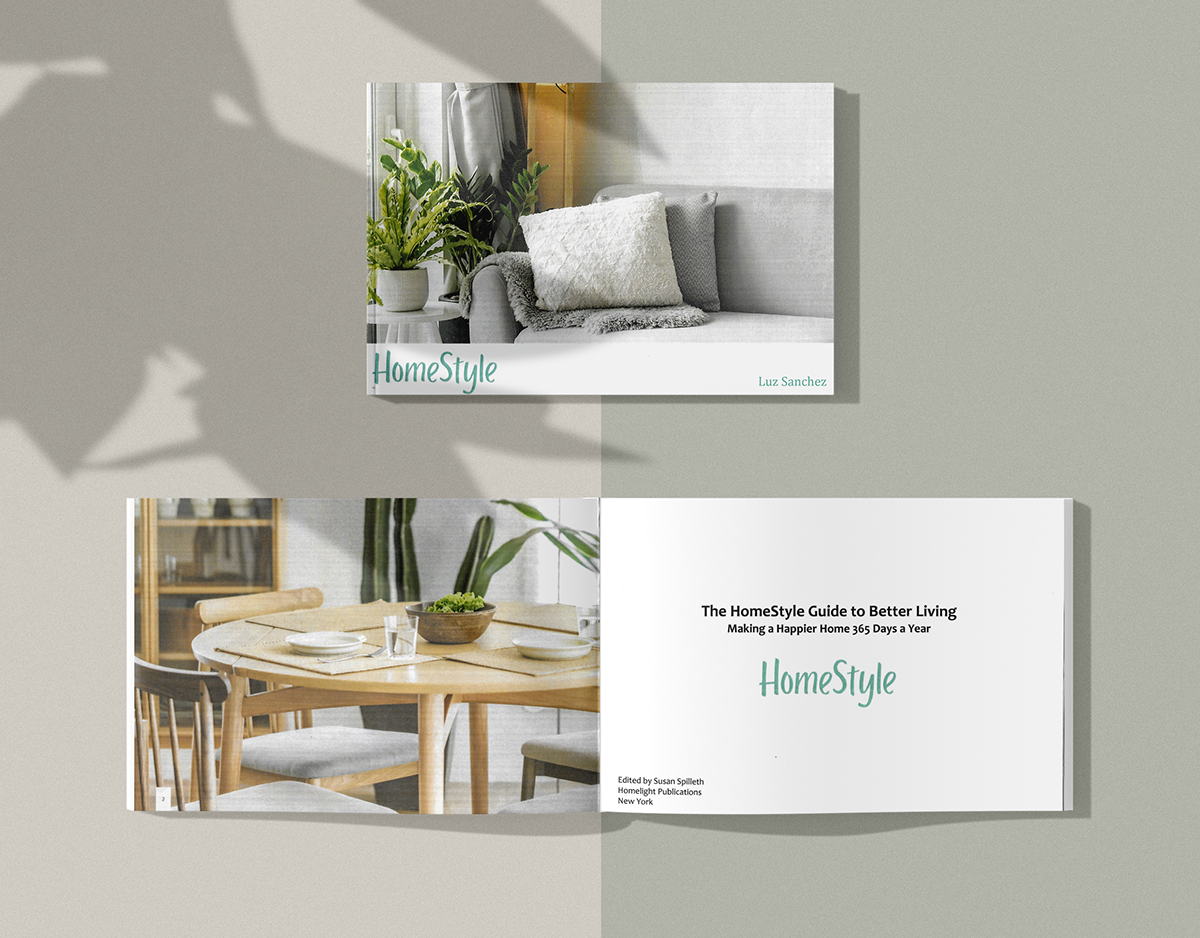 HomeStyle
Luz Sanchez
2
The HomeStyle Guide to Better Living
Making a Happier Home 365 Days a Year
HomeStyle
Edited by Susan Spilleth
Homelight Publications
New York